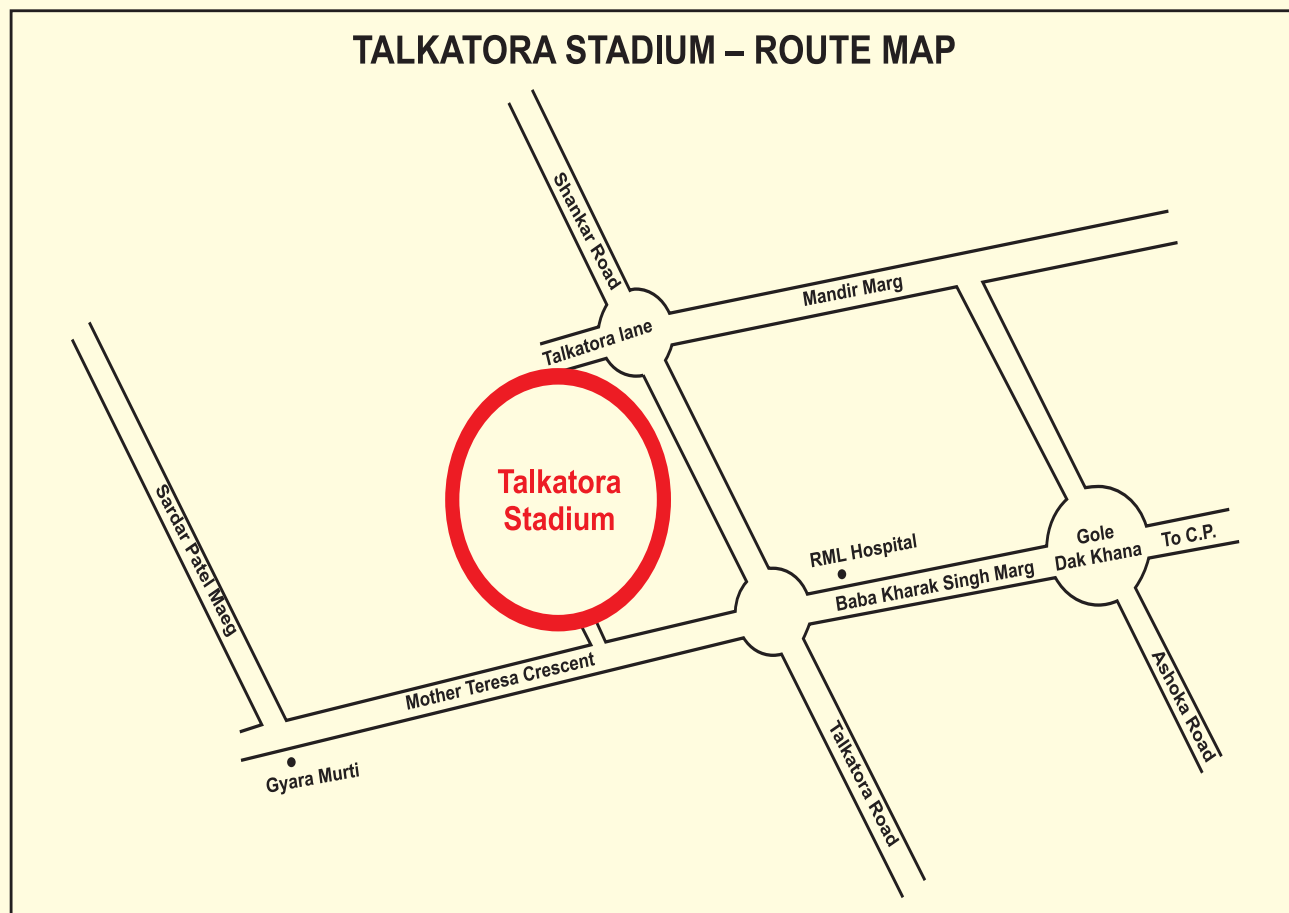 TALKATORA STADIUM – ROUTE MAP
Shankar Road
Mandir Marg
Talkatora lane
Talkatora
Stadium
Sardar Patel Maeg
RML Hospital
Gole
Dak Khana
To C.P.
Baba Kharak Singh Marg
Mother Teresa Crescent
Ashoka Road
Talkatora Road
Gyara Murti